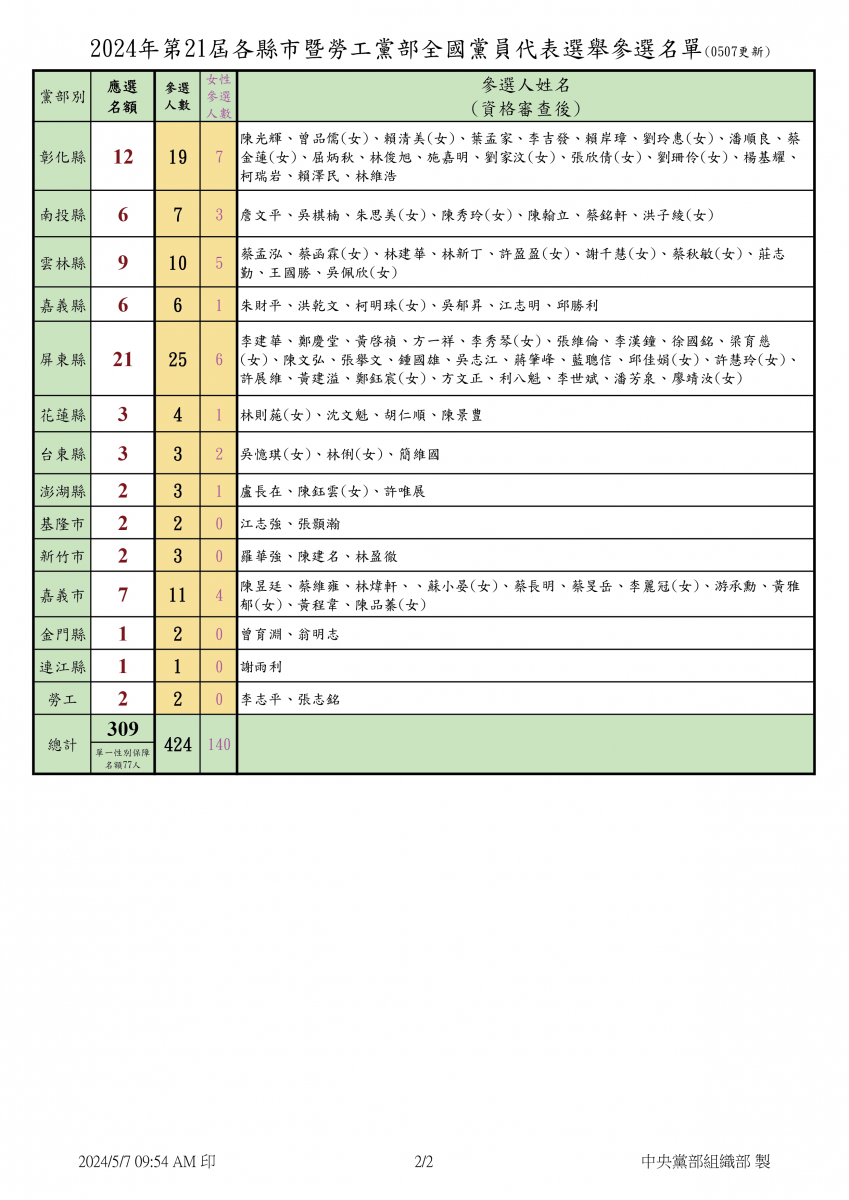 2024年第21屆各縣市暨勞工黨部全國黨員代表選舉參選名單(0507更新)
黨部別
應選
名額
參選
人數
女性
參選
人數
參選人姓名
(資格審查後)
彰化縣
12
19
7
陳光輝、曾品儒(女)、賴清美(女)、葉孟家、李吉發、賴岸璋、劉玲惠(女)、潘順良、蔡
金蓮(女)、屈炳秋、林俊旭、施嘉明、劉家汶(女)、張欣倩(女)、劉珊伶(女)、楊基耀、
柯瑞岩、賴澤民、林維浩
南投縣
6
7
3
詹文平、吳棋楠、朱思美(女)、陳秀玲(女)、陳翰立、蔡銘軒、洪子綾(女)
雲林縣
9
10
5
蔡孟泓、蔡函霖(女)、林建華、林新丁、許盈盈(女)、謝千慧(女)、蔡秋敏(女)、莊志
勤、王國勝、吳佩欣(女)
嘉義縣
6
6
1
朱財平、洪乾文、柯明珠(女)、吳郁昇、江志明、邱勝利
屏東縣
21
25
6
李建華、鄭慶堂、黃啓禎、方一祥、李秀琴(女)、張維倫、李漢鐘、徐國銘、梁育慈
(女)、陳文弘、張擧文、鍾國雄、吳志江、蔣肇峰、藍聰信、邱佳娟(女)、許慧玲(女)、
許展維、黃建溢、鄭鈺宸(女)、方文正、利八魁、李世斌、潘芳泉、廖靖汝(女)
花蓮縣
3
4
1
林則葹(女)、沈文魁、胡仁順、陳景豊
台東縣
3
3
2
吳憶琪(女)、林俐(女)、簡維國
澎湖縣
2
3
1
盧長在、陳鈺雲(女)、許唯展
基隆市
2
2
0
江志強、張顥瀚
新竹市
2
3
0
羅華強、陳建名、林盈徹
嘉義市
7
11
4
陳昱廷、蔡維雍、林煒軒、、蘇小晏(女)、蔡長明、蔡旻岳、李麗冠(女)、游承勳、黃雅
郁(女)、黃程韋、陳品蓁(女)
金門縣
1
2
0
曾育淵、翁明志
連江縣
1
1
0
謝雨利
勞工
2
2
0
李志平、張志銘
總計
309
單一性別保障
名額77人
424
140
2024/5/7 09:54 AM 印
2/2
中央黨部組織部 製